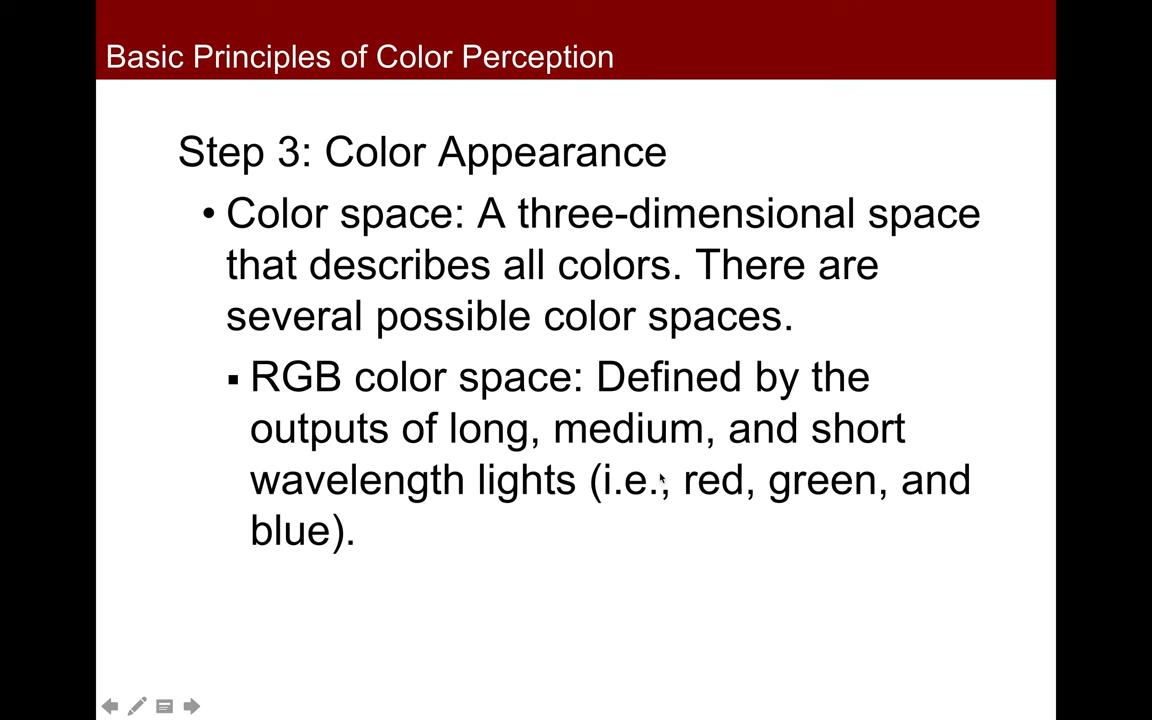 Basic Principles of Color Perception
Step 3: Color Appearance
• Color space: A three-dimensional space
that describes all colors. There are
several possible color spaces.
▪ RGB color space: Defined by the
outputs of long, medium, and short
wavelength lights (i.e., red, green, and
blue).